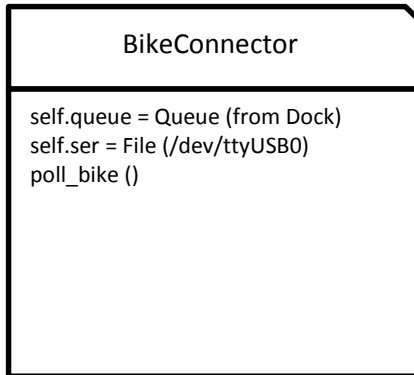 BikeConnector
self.queue = Queue (from Dock)
self.ser = File (/dev/ttyUSB0)
poll_bike ()